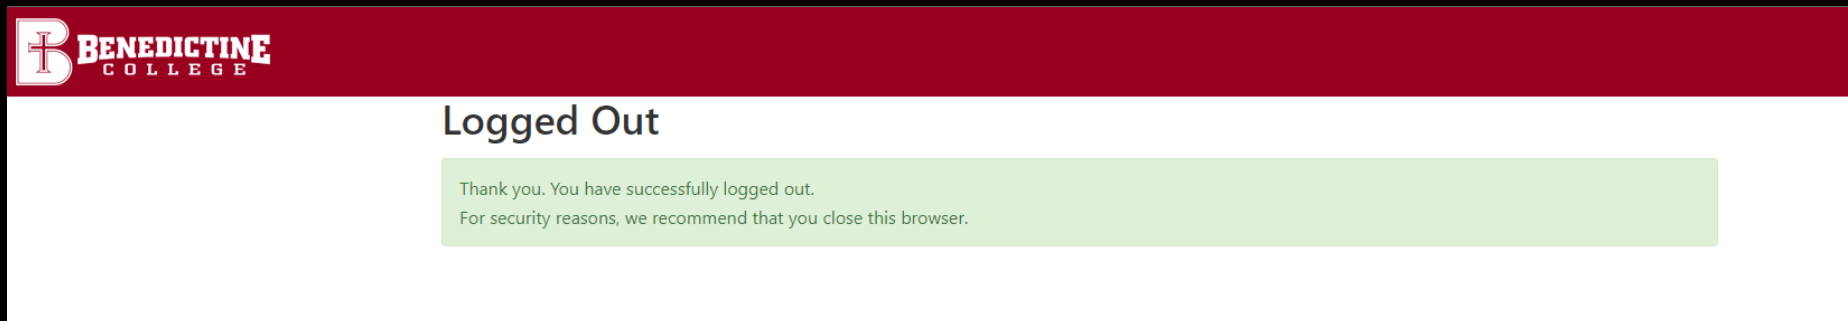 BENEDICTINE
COLLEGE
Logged Out
Thank you. You have successfully logged out.
For security reasons, we recommend that you close this browser.